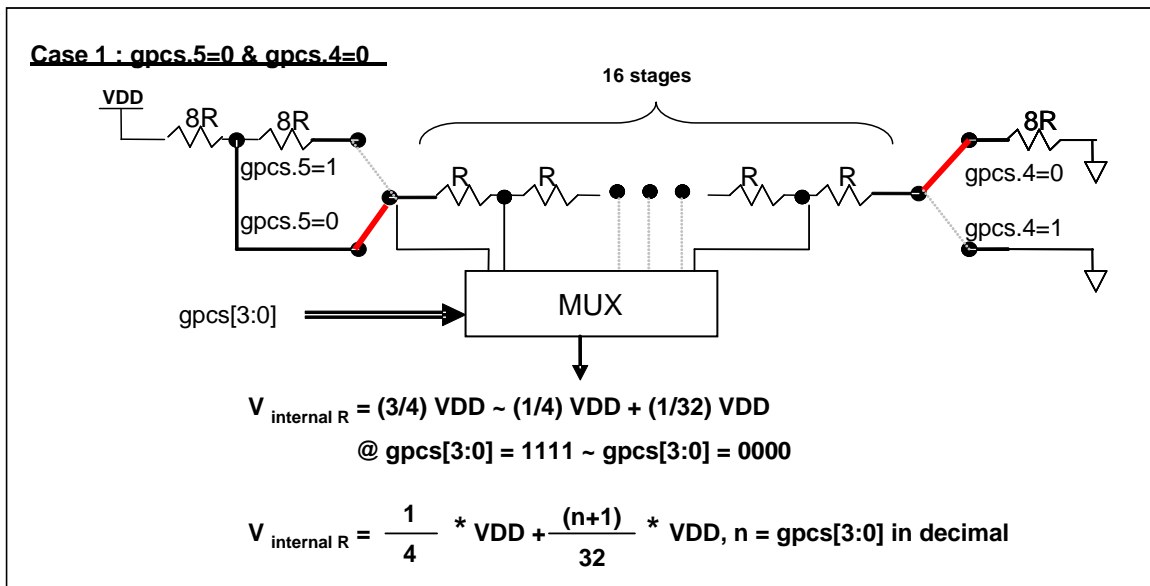 Case 1 : gpcs.5=0 & gpcs.4=0
16 stages
VDD
8R
8R
8R
gpcs.5=1
R
R
R
R
gpcs.4=0
gpcs.5=0
gpcs.4=1
MUX
gpcs[3:0]
V internal R = (3/4) VDD ~ (1/4) VDD + (1/32) VDD
@ gpcs[3:0] = 1111 ~ gpcs[3:0] = 0000
V internal R = 1/4 * VDD + (n+1)/32 * VDD, n = gpcs[3:0] in decimal